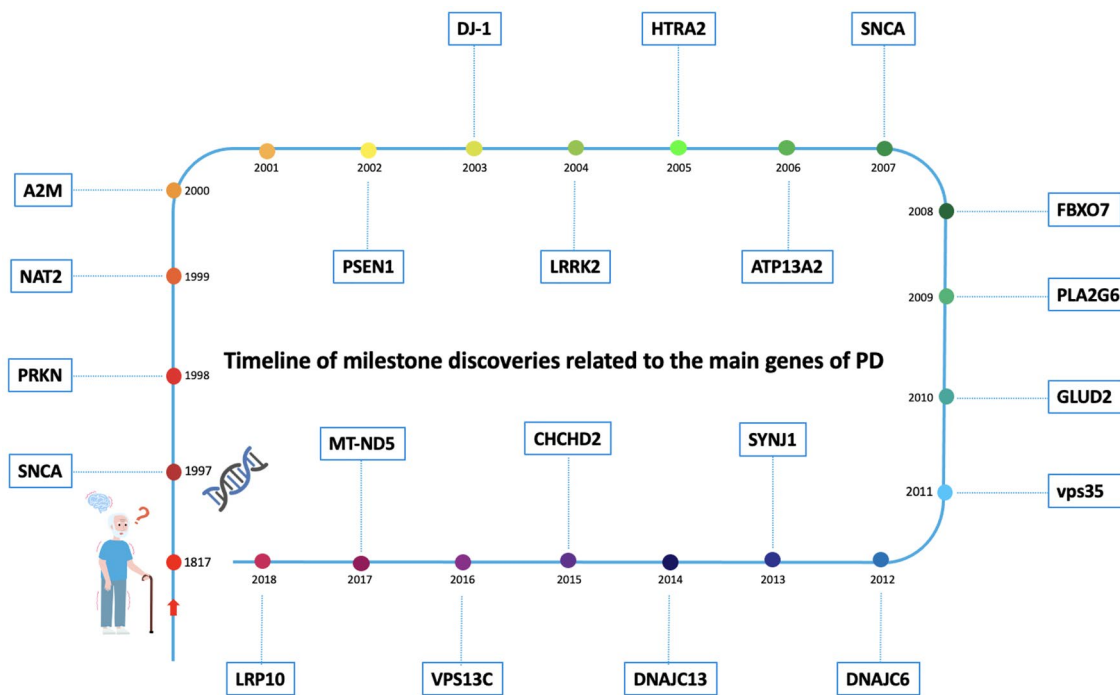 DJ-1
HTRA2
SNCA
2001
2002
2003
2004
2005
2006
2007
A2M
2000
2008
FBXO7
NAT2
1999
PSEN1
LRRK2
ATP13A2
2009
PLA2G6
Timeline of milestone discoveries related to the main genes of PD
PRKN
1998
2010
GLUD2
MT-ND5
CHCHD2
SYNJ1
SNCA
1997
2011
vps35
?
1817
2018
2017
2016
2015
2014
2013
2012
LRP10
VPS13C
DNAJC13
DNAJC6